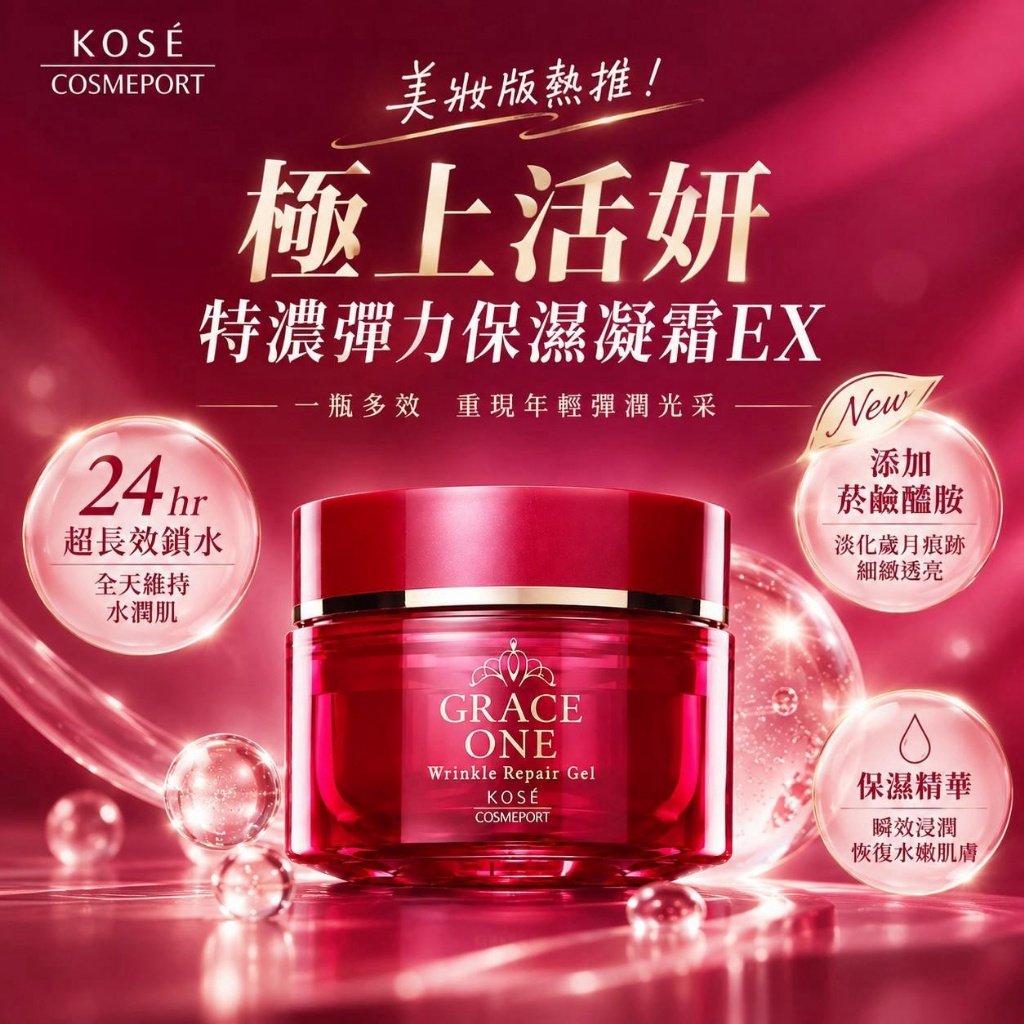 KOSÉ
COSMEPORT
美妝版熱推！
極上活妍
特濃彈力保濕凝霜EX
一瓶多效 重現年輕彈潤光采
24hr
超長效鎖水
全天維持
水潤肌
New
添加
菸鹼醯胺
淡化歲月痕跡
細緻透亮
GRACE
ONE
Wrinkle Repair Gel
KOSÉ
COSMEPORT
保濕精華
瞬效浸潤
恢復水嫩肌膚